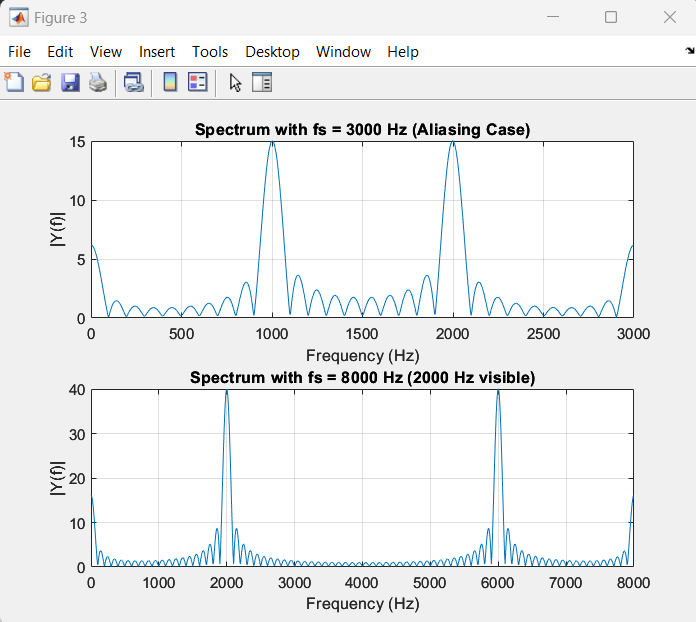 Figure 3
File Edit View Insert Tools Desktop Window Help
Spectrum with fs = 3000 Hz (Aliasing Case)
15
10
5
0
|Y(f)|
0 500 1000 1500 2000 2500 3000
Frequency (Hz)
Spectrum with fs = 8000 Hz (2000 Hz visible)
40
30
20
10
0
|Y(f)|
0 1000 2000 3000 4000 5000 6000 7000 8000
Frequency (Hz)